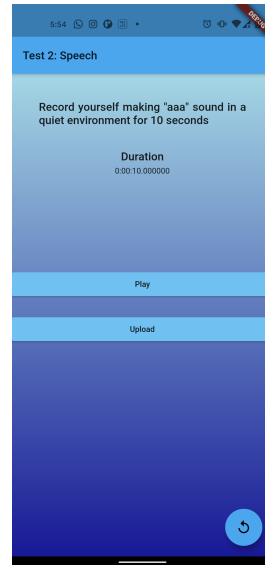 5:54
DEBUG
Test 2: Speech
Record yourself making "aaa" sound in a
quiet environment for 10 seconds
Duration
0:00:10.000000
Play
Upload